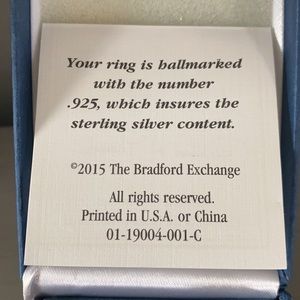 Your ring is hallmarked
with the number
.925, which insures the
sterling silver content.
©2015 The Bradford Exchange
All rights reserved.
Printed in U.S.A. or China
01-19004-001-C